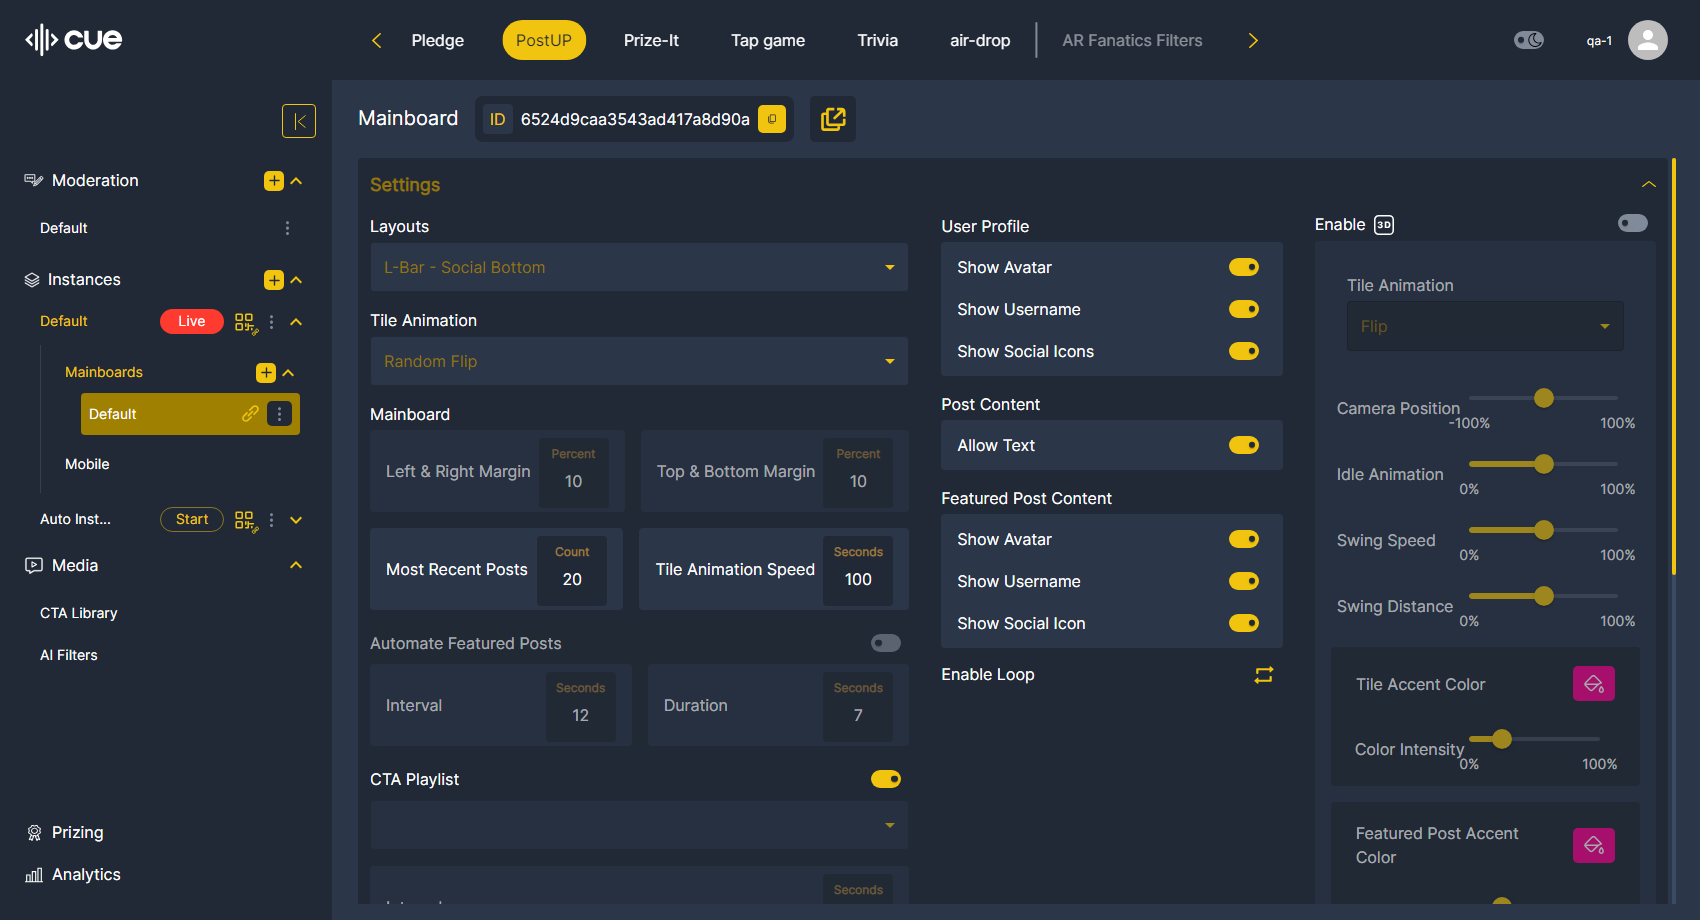 cue
Pledge
PostUP
Prize-It
Tap game
Trivia
air-drop
AR Fanatics Filters
qa-1
Moderation
Default
Instances
Default
Live
Mainboards
Default
Mobile
Auto Inst...
Start
Media
CTA Library
AI Filters
Prizing
Analytics
Mainboard
ID 6524d9caa3543ad417a8d90a
Settings
Layouts
L-Bar - Social Bottom
Tile Animation
Random Flip
Mainboard
Left & Right Margin
Percent
10
Top & Bottom Margin
Percent
10
Most Recent Posts
Count
20
Tile Animation Speed
Seconds
100
Automate Featured Posts
Interval
Seconds
12
Duration
Seconds
7
CTA Playlist
Seconds
User Profile
Show Avatar
Show Username
Show Social Icons
Post Content
Allow Text
Featured Post Content
Show Avatar
Show Username
Show Social Icon
Enable Loop
Enable 3D
Tile Animation
Flip
Camera Position
-100% 100%
Idle Animation
0% 100%
Swing Speed
0% 100%
Swing Distance
0% 100%
Tile Accent Color
Color Intensity
0% 100%
Featured Post Accent
Color